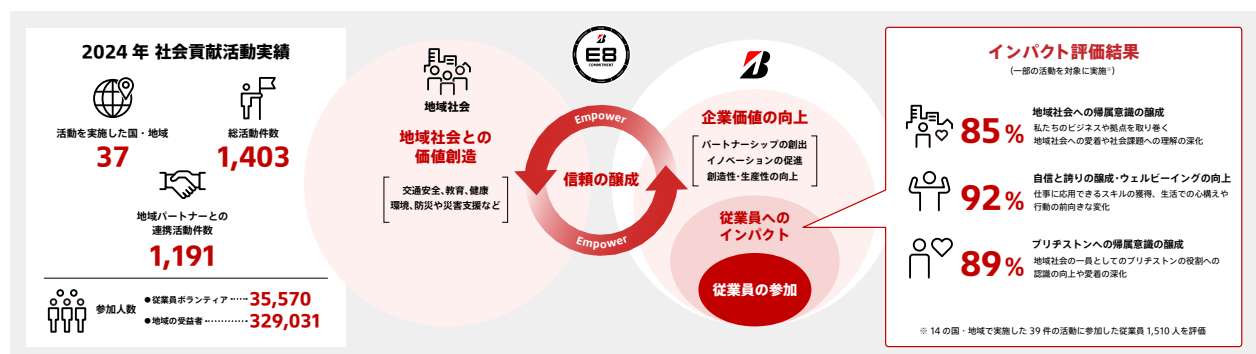 2024 年 社会貢献活動実績
活動を実施した国・地域
37
総活動件数
1,403
地域パートナーとの
連携活動件数
1,191
参加人数
●従業員ボランティア
35,570
●地域の受益者
329,031
地域社会
地域社会との
価値創造
交通安全、教育、健康
環境、防災や災害支援など
E8
COMMITMENT
Empower
信頼の醸成
Empower
B
企業価値の向上
パートナーシップの創出
イノベーションの促進
創造性・生産性の向上
従業員への
インパクト
従業員の参加
インパクト評価結果
(一部の活動を対象に実施※)
85%
地域社会への帰属意識の醸成
私たちのビジネスや拠点を取り巻く
地域社会への愛着や社会課題への理解の深化
92%
自信と誇りの醸成・ウェルビーイングの向上
仕事に応用できるスキルの獲得、生活での心構えや
行動の前向きな変化
89%
ブリヂストンへの帰属意識の醸成
地域社会の一員としてのブリヂストンの役割への
認識の向上や愛着の深化
※ 14 の国・地域で実施した 39 件の活動に参加した従業員 1,510 人を評価